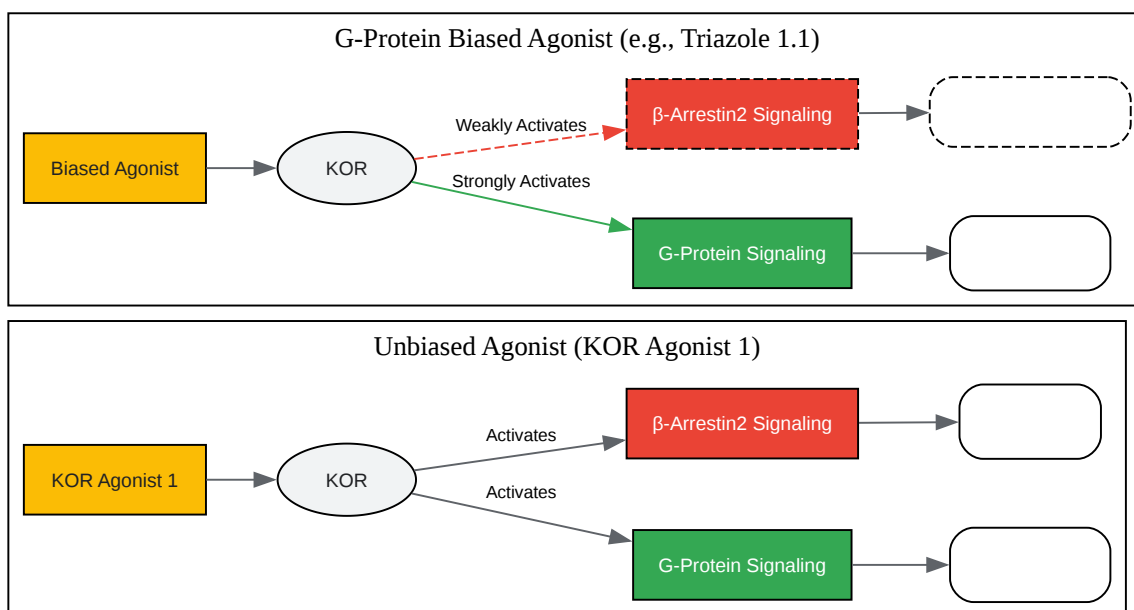 G-Protein Biased Agonist (e.g., Triazole 1.1)
Biased Agonist
KOR
Weakly Activates
β-Arrestin2 Signaling
Strongly Activates
G-Protein Signaling
Unbiased Agonist (KOR Agonist 1)
KOR Agonist 1
KOR
Activates
β-Arrestin2 Signaling
Activates
G-Protein Signaling